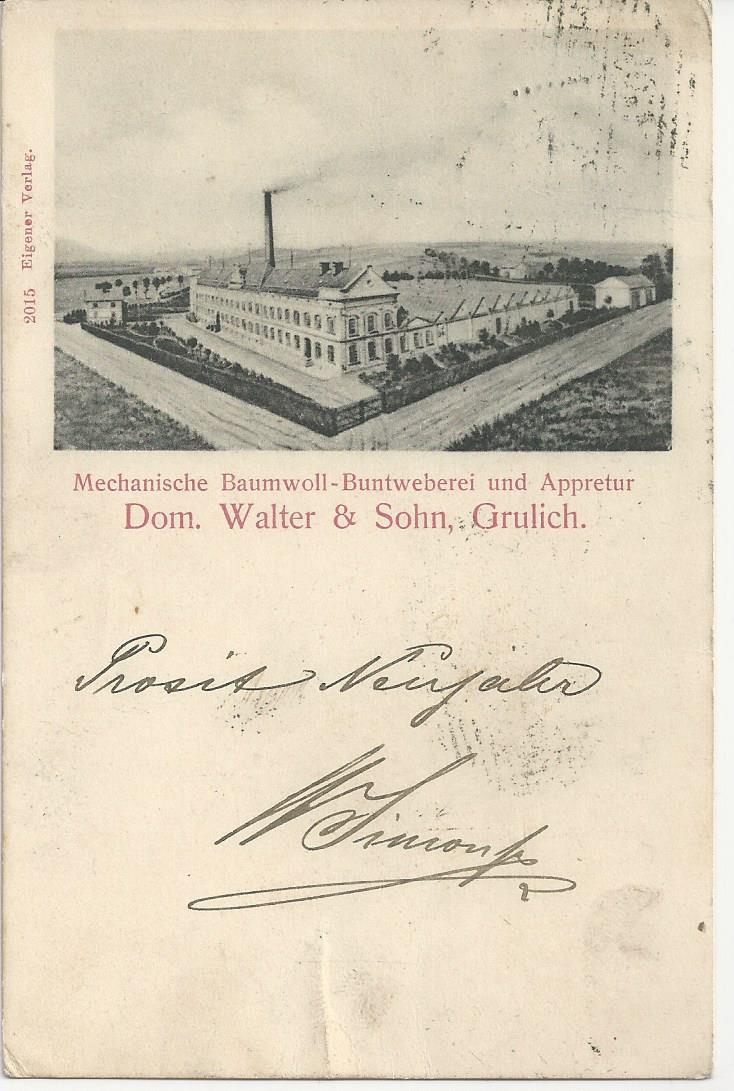 2015 Eigener Verlag.
Mechanische Baumwoll-Buntweberei und Appretur
Dom. Walter & Sohn, Grulich.
Prosit Neujahr
W